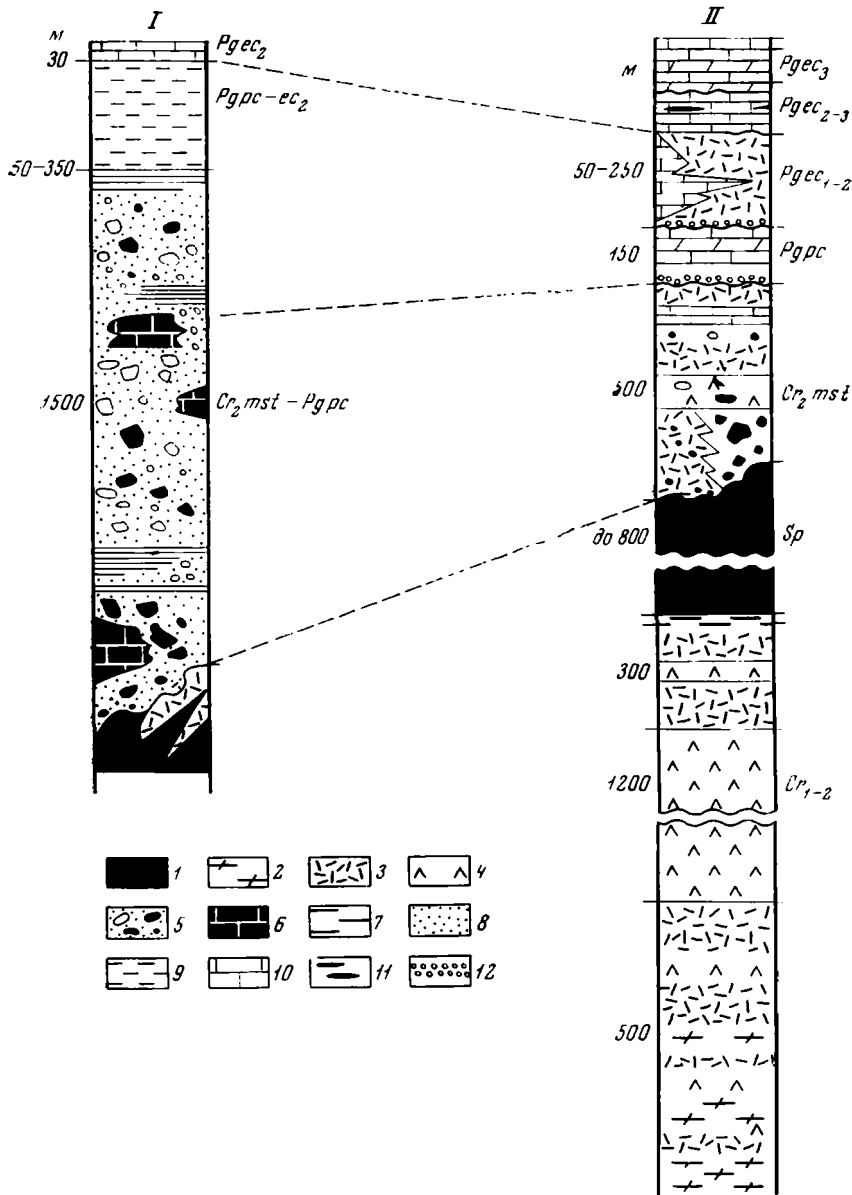 I
м
Pgec₂
30
Pgpc-ec₂
50-350
1500
Cr₂mst-Pgpc
II
м
Pgec₃
Pgec₂₋₃
50-250
Pgec₁₋₂
150
Pgpc
500
Cr₂mst
до 800
Sp
300
1200
Cr₁₋₂
500
1 2 3 4
5 6 7 8
9 10 11 12